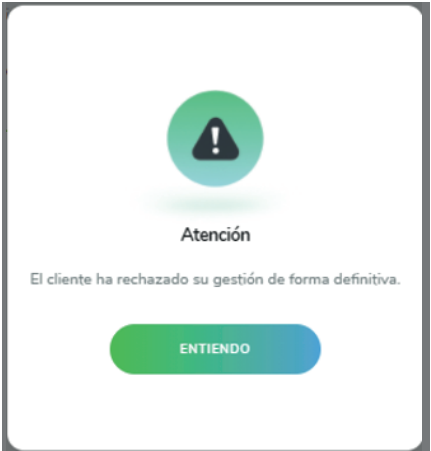 Atención
El cliente ha rechazado su gestión de forma definitiva.
ENTIENDO